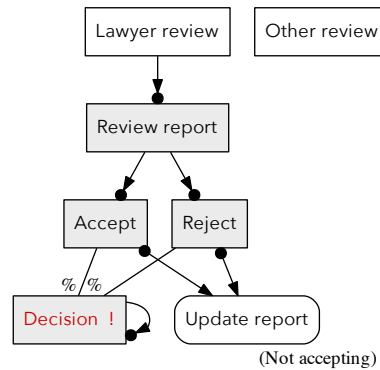 Lawyer review
Other review
Review report
Accept
Reject
% %
Decision !
Update report
(Not accepting)